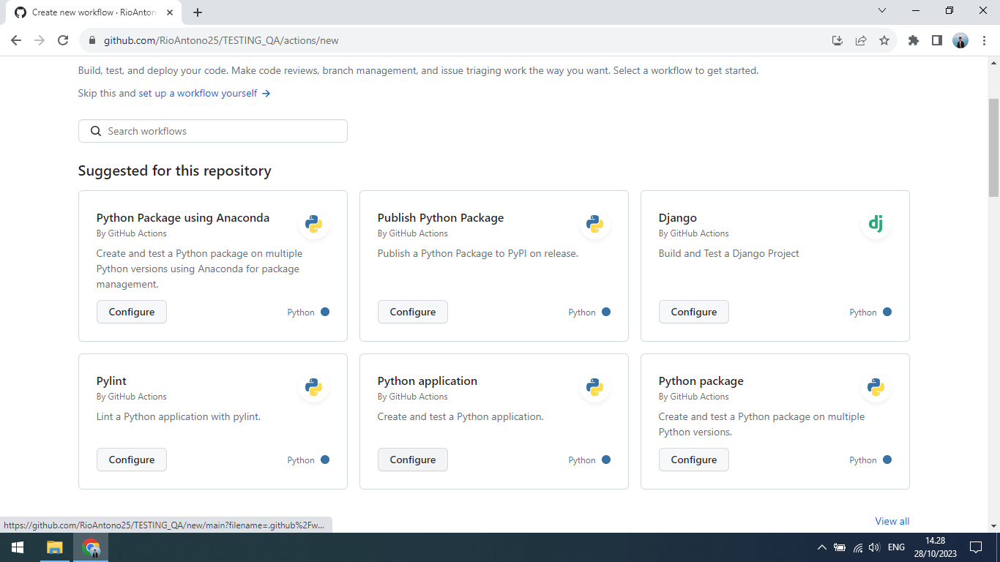 Create new workflow · RioAnton
github.com/RioAntono25/TESTING_QA/actions/new
Build, test, and deploy your code. Make code reviews, branch management, and issue triaging work the way you want. Select a workflow to get started.
Skip this and set up a workflow yourself →
Search workflows
Suggested for this repository
Python Package using Anaconda
By GitHub Actions
Create and test a Python package on multiple
Python versions using Anaconda for package
management.
Configure
Python
Publish Python Package
By GitHub Actions
Publish a Python Package to PyPI on release.
Configure
Python
Django
By GitHub Actions
Build and Test a Django Project
Configure
Python
dj
Pylint
By GitHub Actions
Lint a Python application with pylint.
Configure
Python
Python application
By GitHub Actions
Create and test a Python application.
Configure
Python
Python package
By GitHub Actions
Create and test a Python package on multiple
Python versions.
Configure
Python
View all
https://github.com/RioAntono25/TESTING_QA/new/main?filename=.github%2Fw...
ENG
14.28
28/10/2023